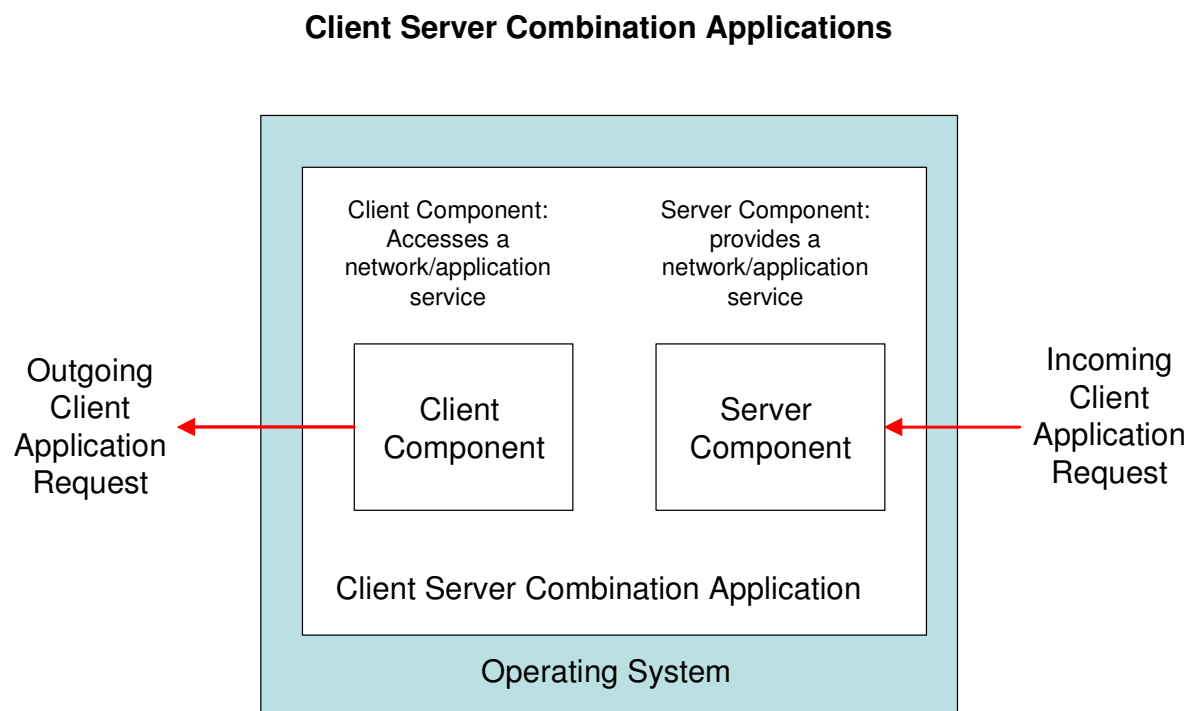 Client Server Combination Applications
Client Component:
Accesses a
network/application
service
Server Component:
provides a
network/application
service
Outgoing
Client
Application
Request
Client
Component
Server
Component
Incoming
Client
Application
Request
Client Server Combination Application
Operating System